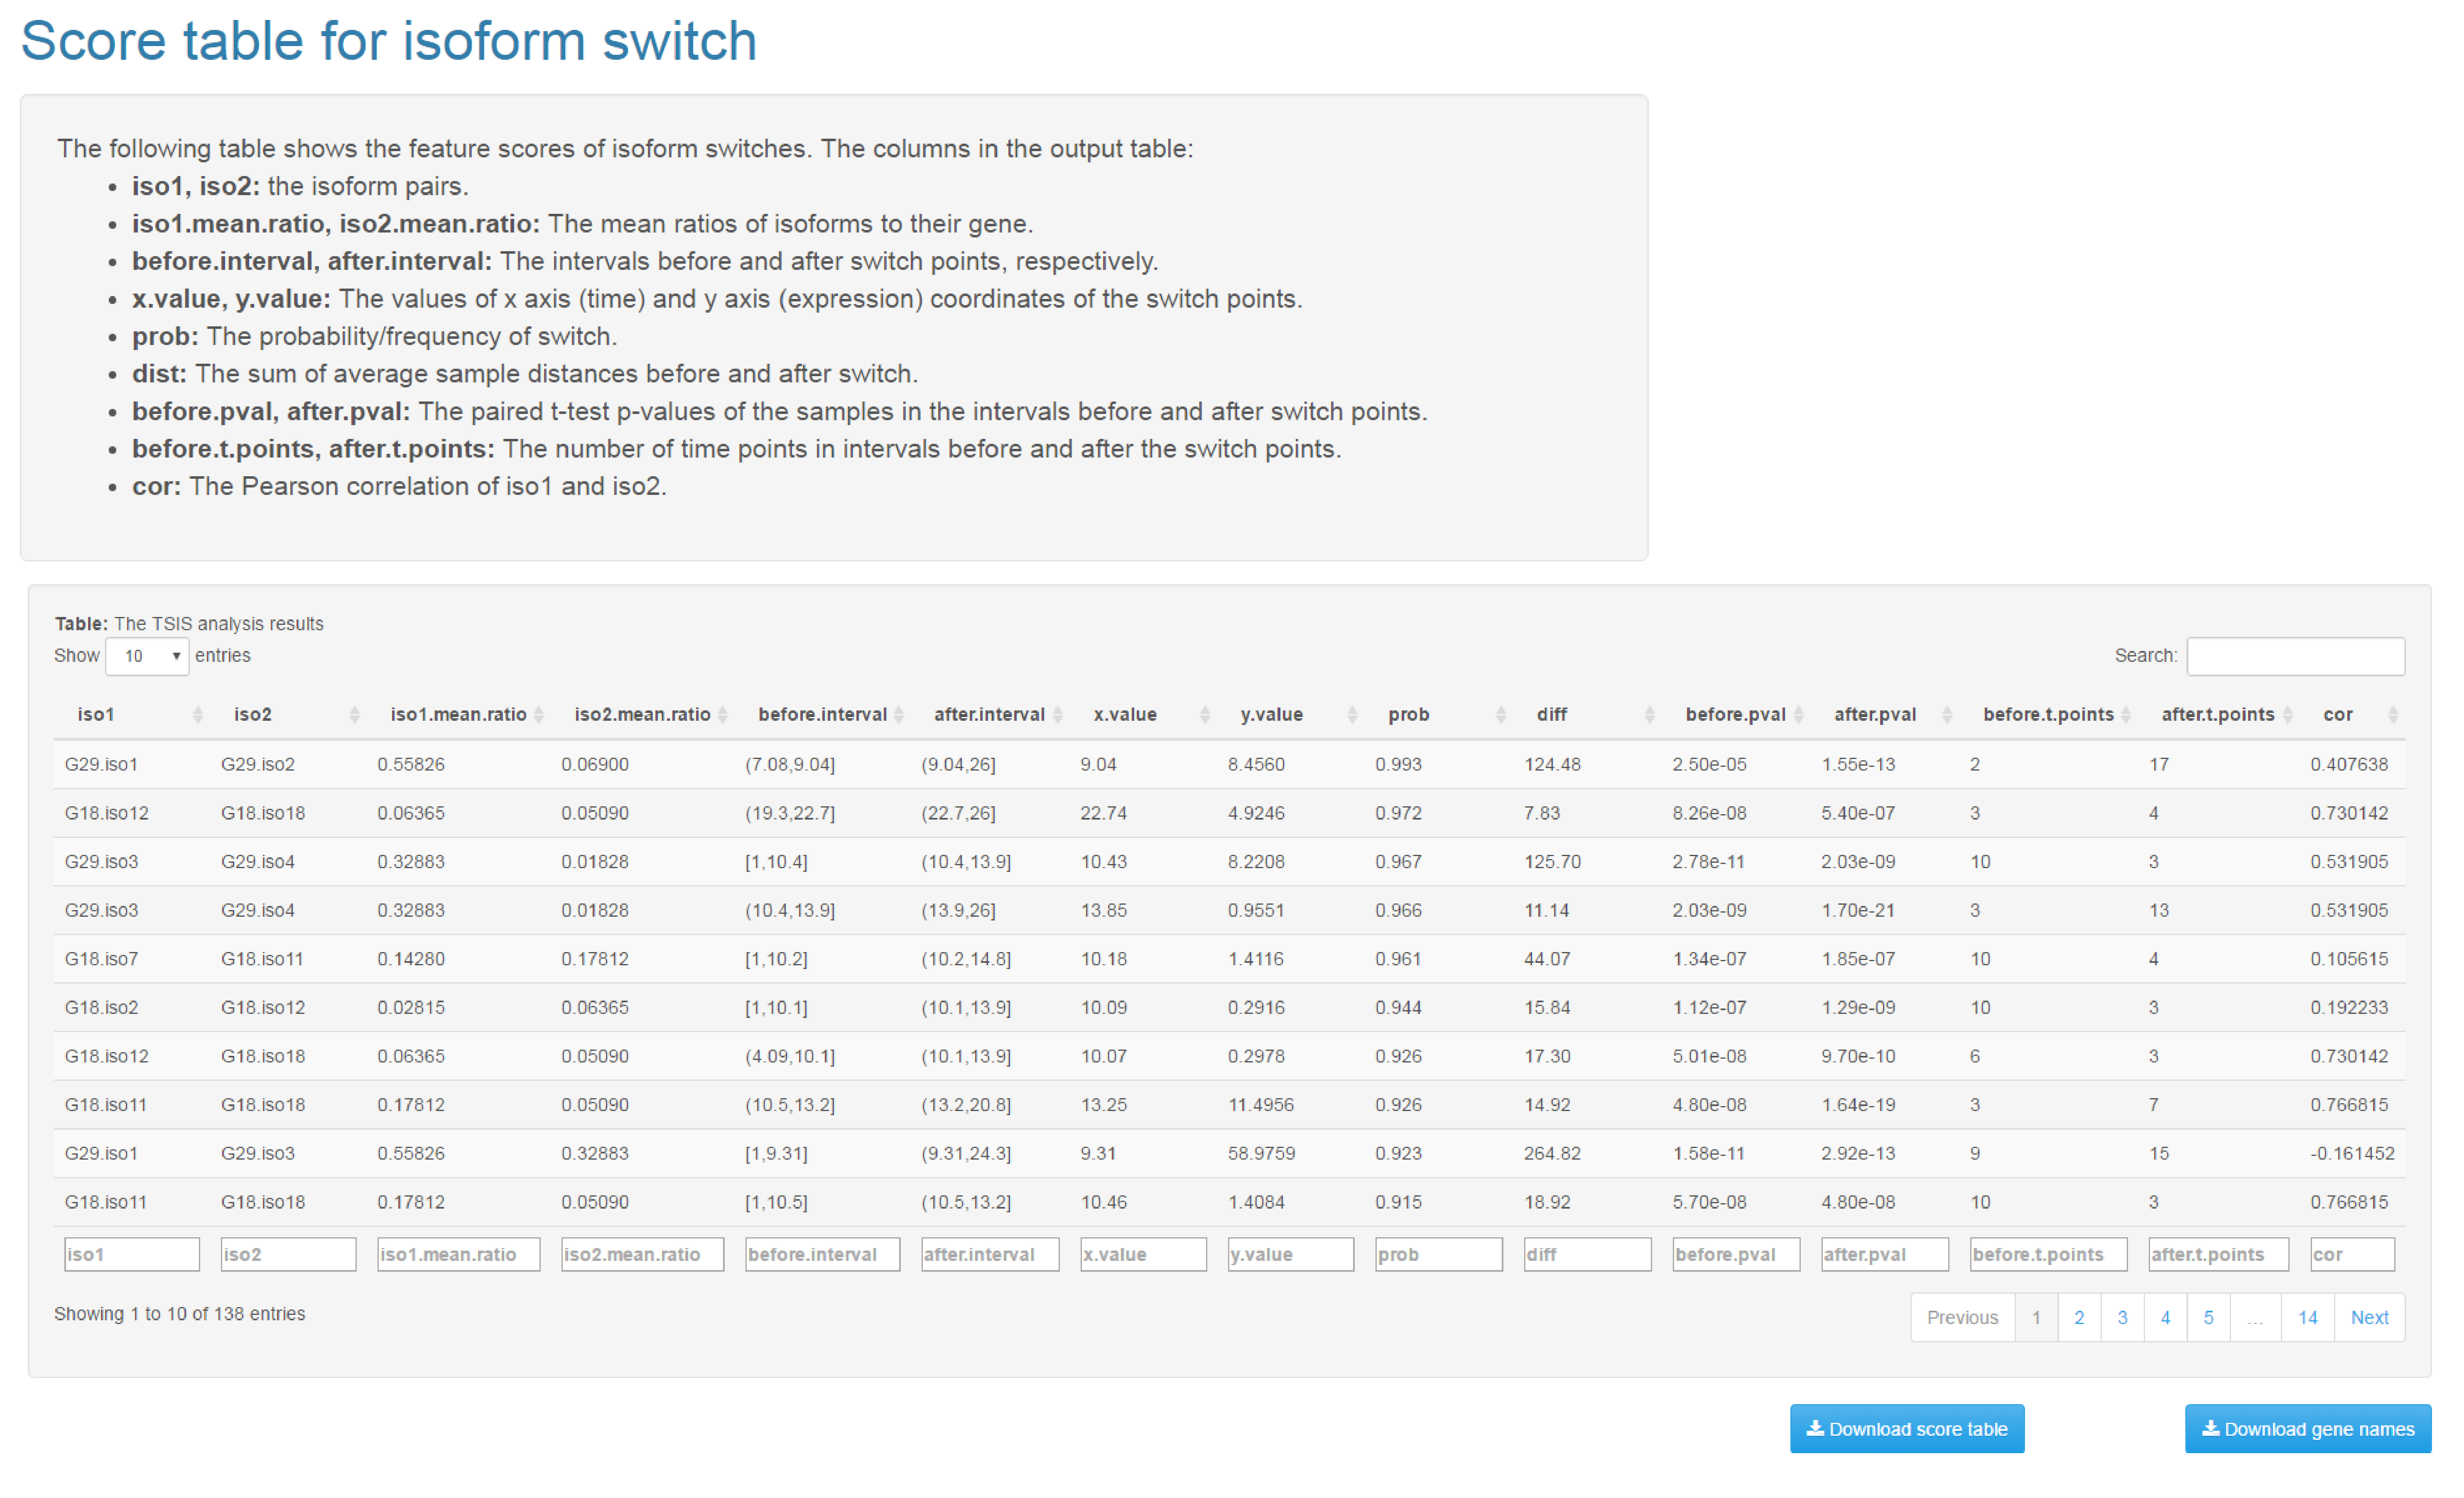 Score table for isoform switch
The following table shows the feature scores of isoform switches. The columns in the output table:
• iso1, iso2: the isoform pairs.
• iso1.mean.ratio, iso2.mean.ratio: The mean ratios of isoforms to their gene.
• before.interval, after.interval: The intervals before and after switch points, respectively.
• x.value, y.value: The values of x axis (time) and y axis (expression) coordinates of the switch points.
• prob: The probability/frequency of switch.
• dist: The sum of average sample distances before and after switch.
• before.pval, after.pval: The paired t-test p-values of the samples in the intervals before and after switch points.
• before.t.points, after.t.points: The number of time points in intervals before and after the switch points.
• cor: The Pearson correlation of iso1 and iso2.
Table: The TSIS analysis results
Show 10 entries Search:
iso1 iso2 iso1.mean.ratio iso2.mean.ratio before.interval after.interval x.value y.value prob diff before.pval after.pval before.t.points after.t.points cor
G29.iso1 G29.iso2 0.55826 0.06900 (7.08,9.04] (9.04,26] 9.04 8.4560 0.993 124.48 2.50e-05 1.55e-13 2 17 0.407638
G18.iso12 G18.iso18 0.06365 0.05090 (19.3,22.7] (22.7,26] 22.74 4.9246 0.972 7.83 8.26e-08 5.40e-07 3 4 0.730142
G29.iso3 G29.iso4 0.32883 0.01828 [1,10.4] (10.4,13.9] 10.43 8.2208 0.967 125.70 2.78e-11 2.03e-09 10 3 0.531905
G29.iso3 G29.iso4 0.32883 0.01828 (10.4,13.9] (13.9,26] 13.85 0.9551 0.966 11.14 2.03e-09 1.70e-21 3 13 0.531905
G18.iso7 G18.iso11 0.14280 0.17812 [1,10.2] (10.2,14.8] 10.18 1.4116 0.961 44.07 1.34e-07 1.85e-07 10 4 0.105615
G18.iso2 G18.iso12 0.02815 0.06365 [1,10.1] (10.1,13.9] 10.09 0.2916 0.944 15.84 1.12e-07 1.29e-09 10 3 0.192233
G18.iso12 G18.iso18 0.06365 0.05090 (4.09,10.1] (10.1,13.9] 10.07 0.2978 0.926 17.30 5.01e-08 9.70e-10 6 3 0.730142
G18.iso11 G18.iso18 0.17812 0.05090 (10.5,13.2] (13.2,20.8] 13.25 11.4956 0.926 14.92 4.80e-08 1.64e-19 3 7 0.766815
G29.iso1 G29.iso3 0.55826 0.32883 [1,9.31] (9.31,24.3] 9.31 58.9759 0.923 264.82 1.58e-11 2.92e-13 9 15 -0.161452
G18.iso11 G18.iso18 0.17812 0.05090 [1,10.5] (10.5,13.2] 10.46 1.4084 0.915 18.92 5.70e-08 4.80e-08 10 3 0.766815
iso1 iso2 iso1.mean.ratio iso2.mean.ratio before.interval after.interval x.value y.value prob diff before.pval after.pval before.t.points after.t.points cor
Showing 1 to 10 of 138 entries Previous 1 2 3 4 5 … 14 Next
Download score table Download gene names